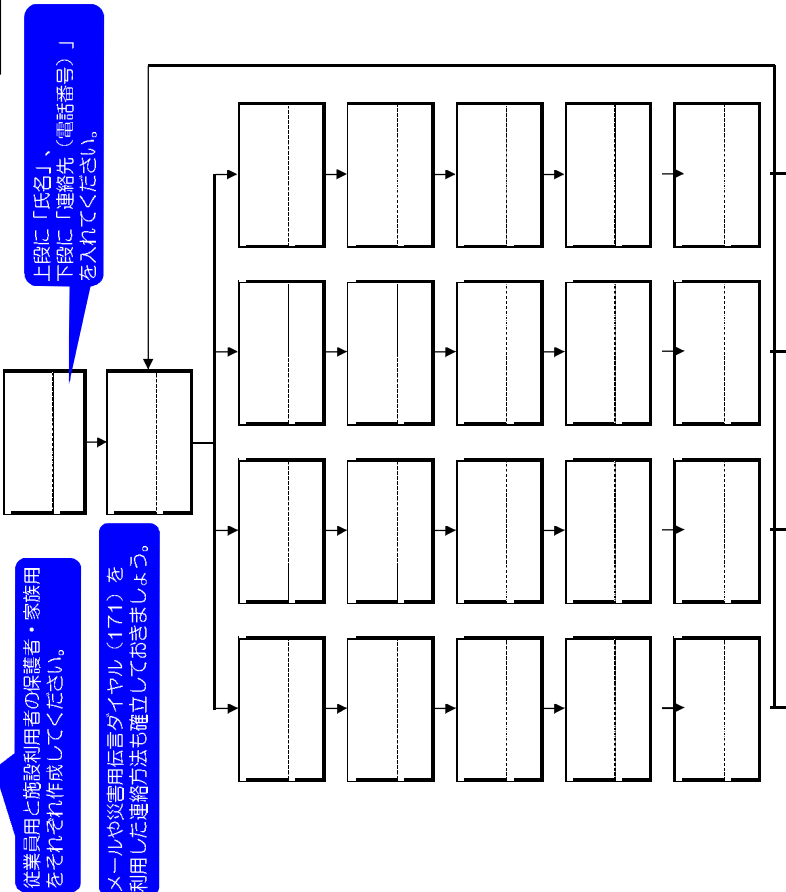 従業員用と施設利用者の保護者・家族用
をそれぞれ作成してください。
メールや災害用伝言ダイヤル（171）を
利用した連絡方法も確立しておきましょう。
上段に「氏名」、
下段に「連絡先（電話番号）」
を入れてください。